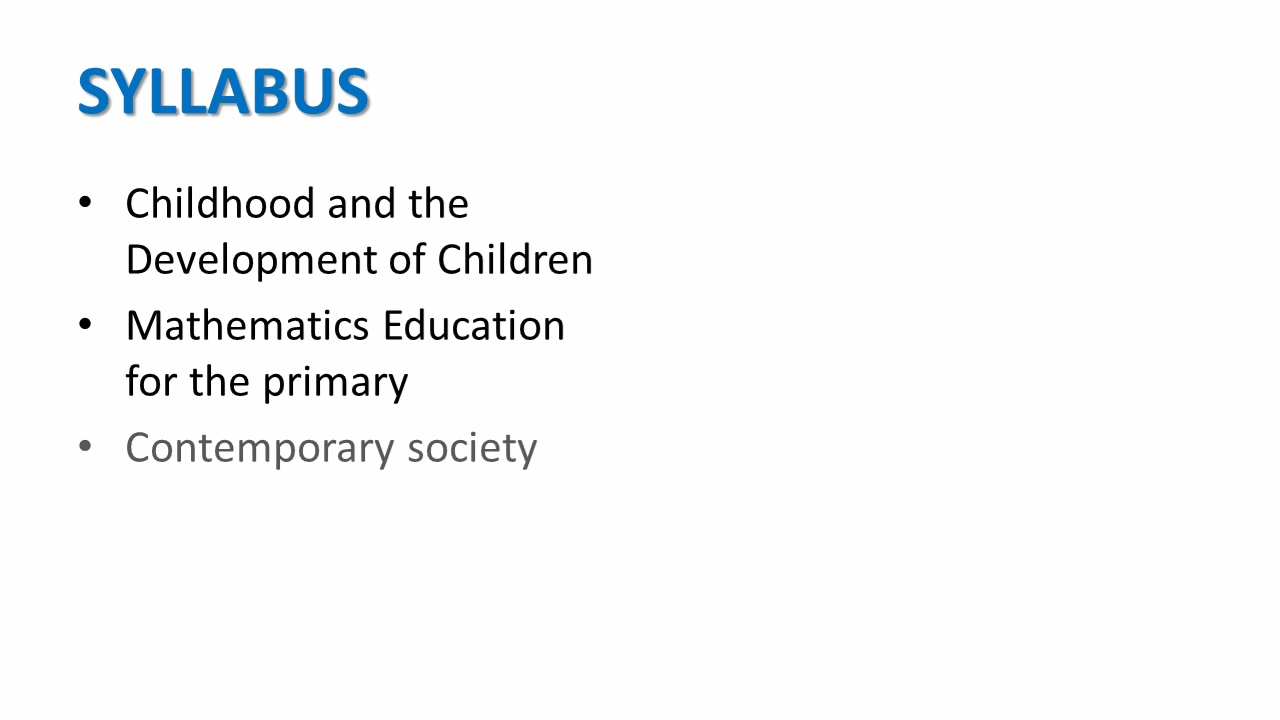 SYLLABUS
• Childhood and the
Development of Children
• Mathematics Education
for the primary
• Contemporary society